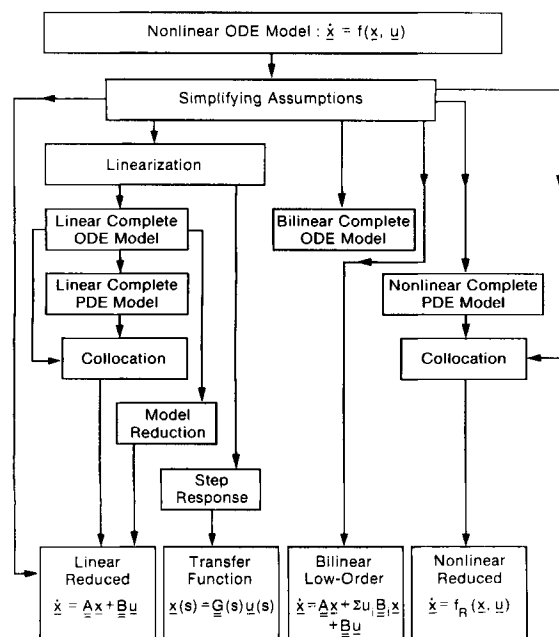 Nonlinear ODE Model : ẋ = f(x, u)
Simplifying Assumptions
Linearization
Linear Complete
ODE Model
Bilinear Complete
ODE Model
Linear Complete
PDE Model
Nonlinear Complete
PDE Model
Collocation
Collocation
Model
Reduction
Step
Response
Linear
Reduced
ẋ = Ax + Bu
Transfer
Function
x(s) = G(s)u(s)
Bilinear
Low-Order
ẋ = Ax + Σuᵢ Bᵢx
+ Bu
Nonlinear
Reduced
ẋ = f_R(x, u)